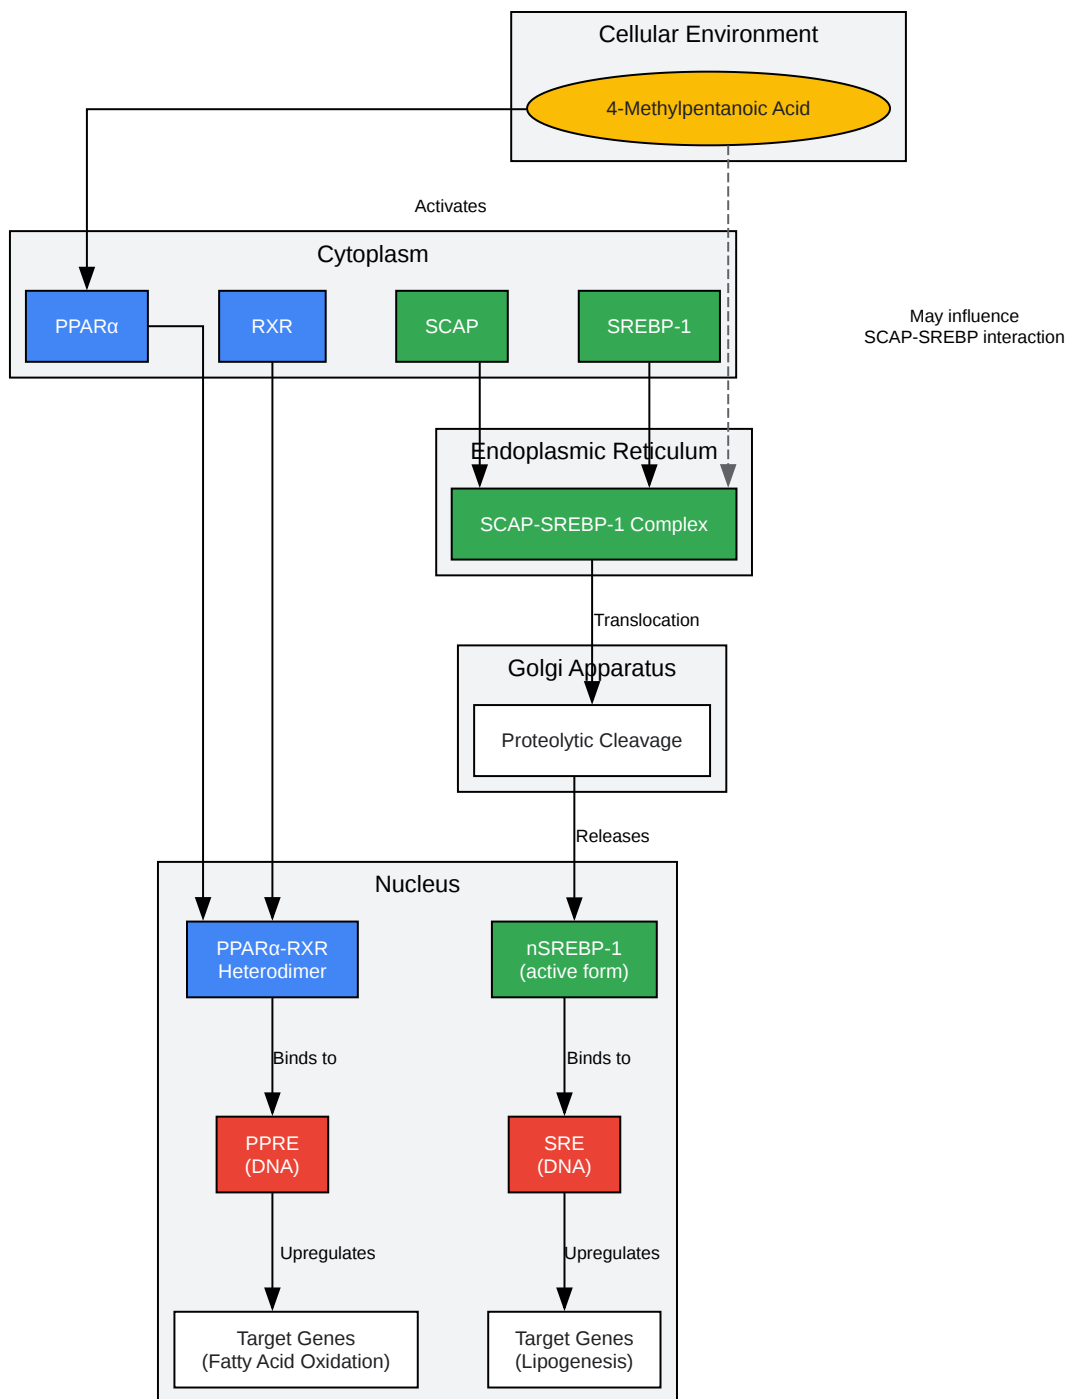 Cellular Environment
4-Methylpentanoic Acid
Activates
Cytoplasm
PPARα
RXR
SCAP
SREBP-1
May influence
SCAP-SREBP interaction
Endoplasmic Reticulum
SCAP-SREBP-1 Complex
Translocation
Golgi Apparatus
Proteolytic Cleavage
Releases
Nucleus
PPARα-RXR
Heterodimer
nSREBP-1
(active form)
Binds to
Binds to
PPRE
(DNA)
SRE
(DNA)
Upregulates
Upregulates
Target Genes
(Fatty Acid Oxidation)
Target Genes
(Lipogenesis)